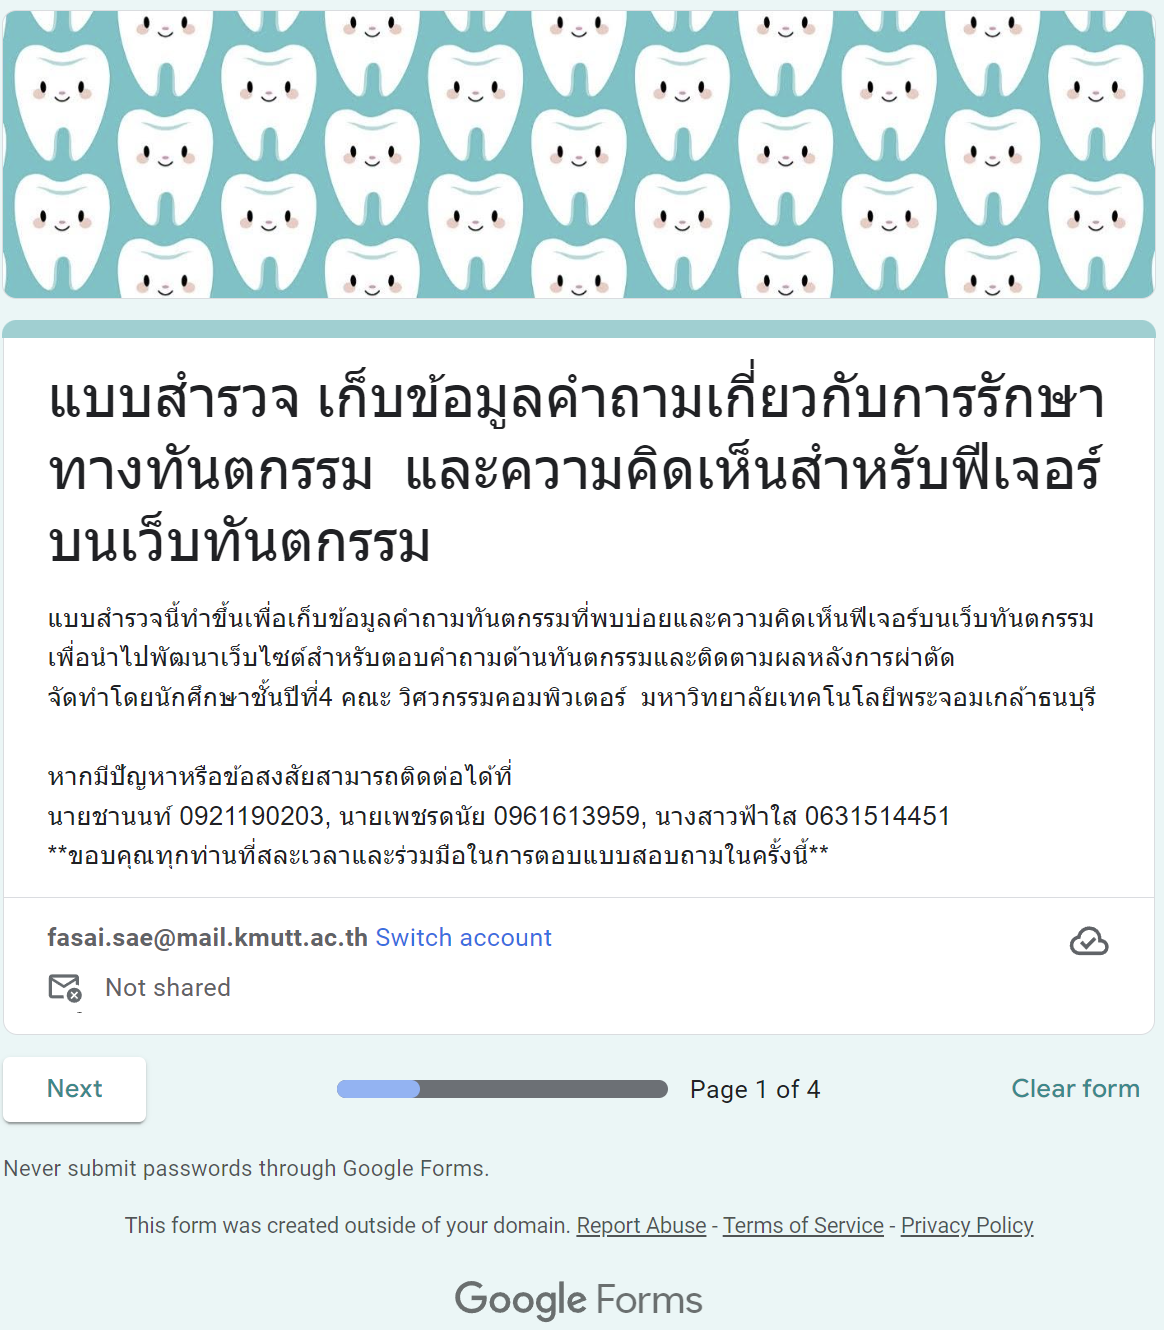 แบบสำรวจ เก็บข้อมูลคำถามเกี่ยวกับการรักษา
ทางทันตกรรม และความคิดเห็นสำหรับฟีเจอร์
บนเว็บทันตกรรม
แบบสำรวจนี้ทำขึ้นเพื่อเก็บข้อมูลคำถามทันตกรรมที่พบบ่อยและความคิดเห็นฟีเจอร์บนเว็บทันตกรรม
เพื่อนำไปพัฒนาเว็บไซต์สำหรับตอบคำถามด้านทันตกรรมและติดตามผลหลังการผ่าตัด
จัดทำโดยนักศึกษาชั้นปีที่4 คณะ วิศวกรรมคอมพิวเตอร์ มหาวิทยาลัยเทคโนโลยีพระจอมเกล้าธนบุรี
หากมีปัญหาหรือข้อสงสัยสามารถติดต่อได้ที่
นายชานนท์ 0921190203, นายเพชรดนัย 0961613959, นางสาวฟ้าใส 0631514451
**ขอบคุณทุกท่านที่สละเวลาและร่วมมือในการตอบแบบสอบถามในครั้งนี้**
fasai.sae@mail.kmutt.ac.th Switch account
Not shared
Next Page 1 of 4 Clear form
Never submit passwords through Google Forms.
This form was created outside of your domain. Report Abuse - Terms of Service - Privacy Policy
Google Forms